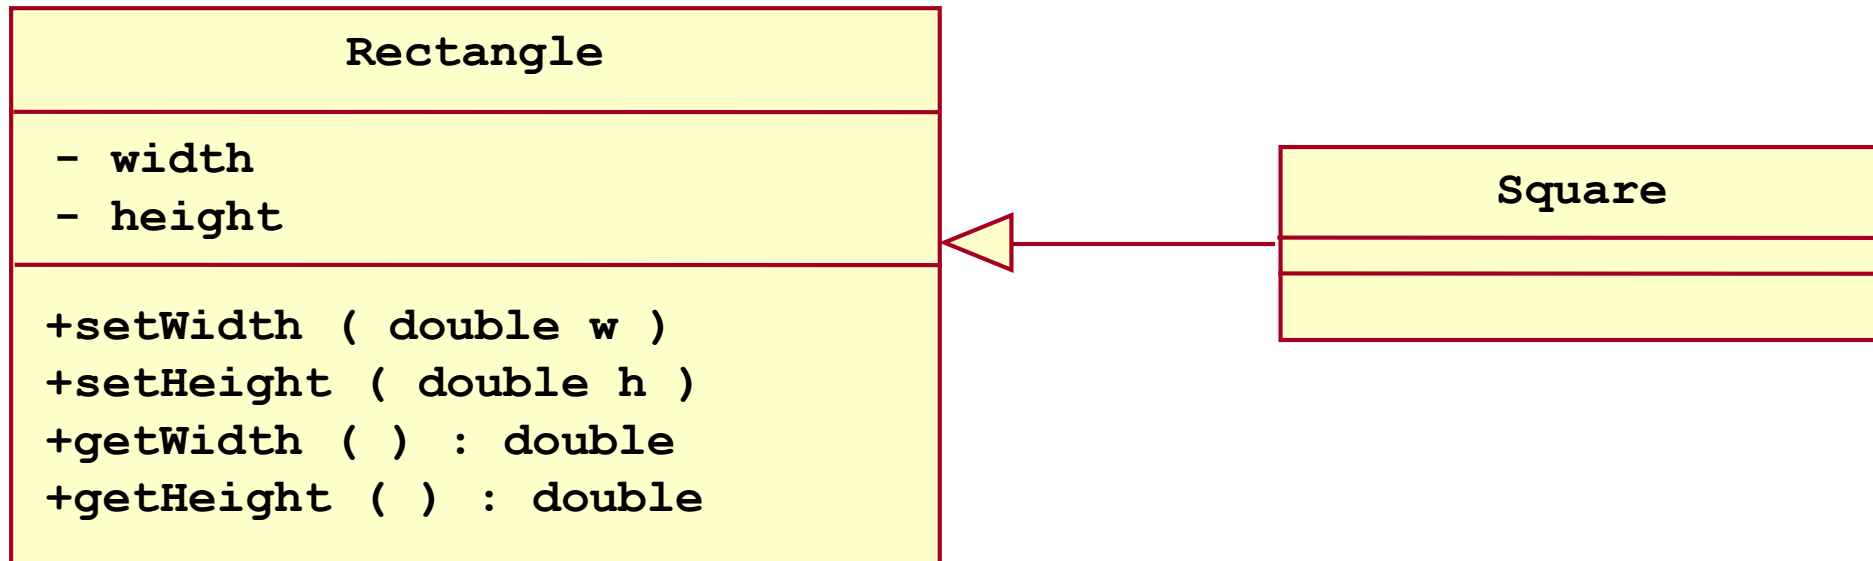 Rectangle
- width
- height
+setWidth ( double w )
+setHeight ( double h )
+getWidth ( ) : double
+getHeight ( ) : double
Square